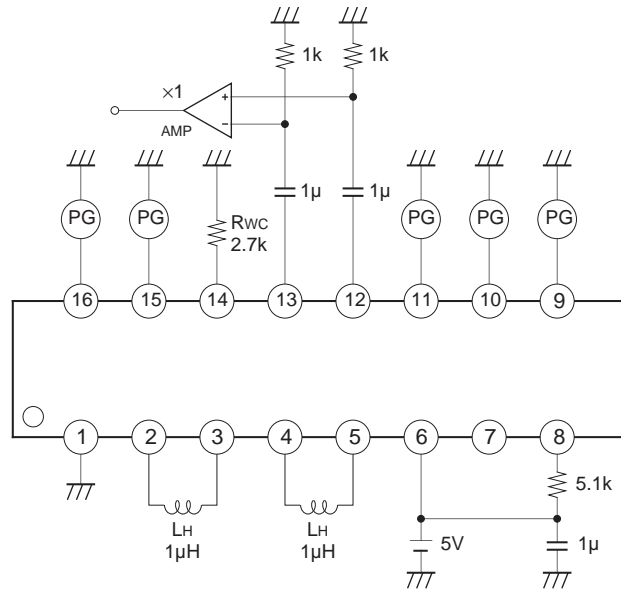 1k 1k
×1
+
−
AMP
1µ 1µ
PG PG PG PG PG
RWC
2.7k
16 15 14 13 12 11 10 9
1 2 3 4 5 6 7 8
5.1k
LH LH
1µH 1µH
5V 1µ